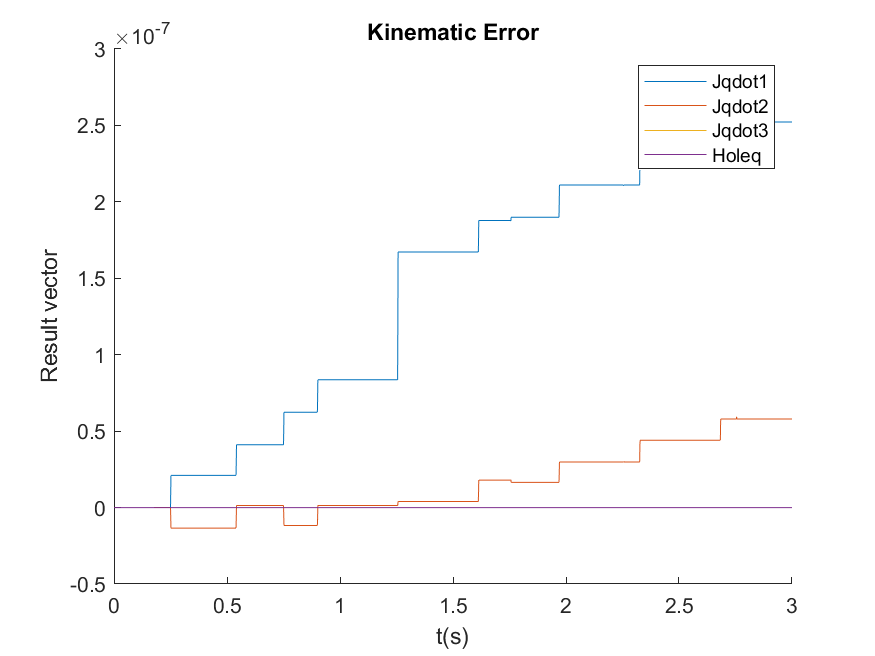 Kinematic Error
×10-7
3
2.5
2
1.5
1
0.5
0
-0.5
Result vector
Jqdot1
Jqdot2
Jqdot3
Holeq
0 0.5 1 1.5 2 2.5 3
t(s)